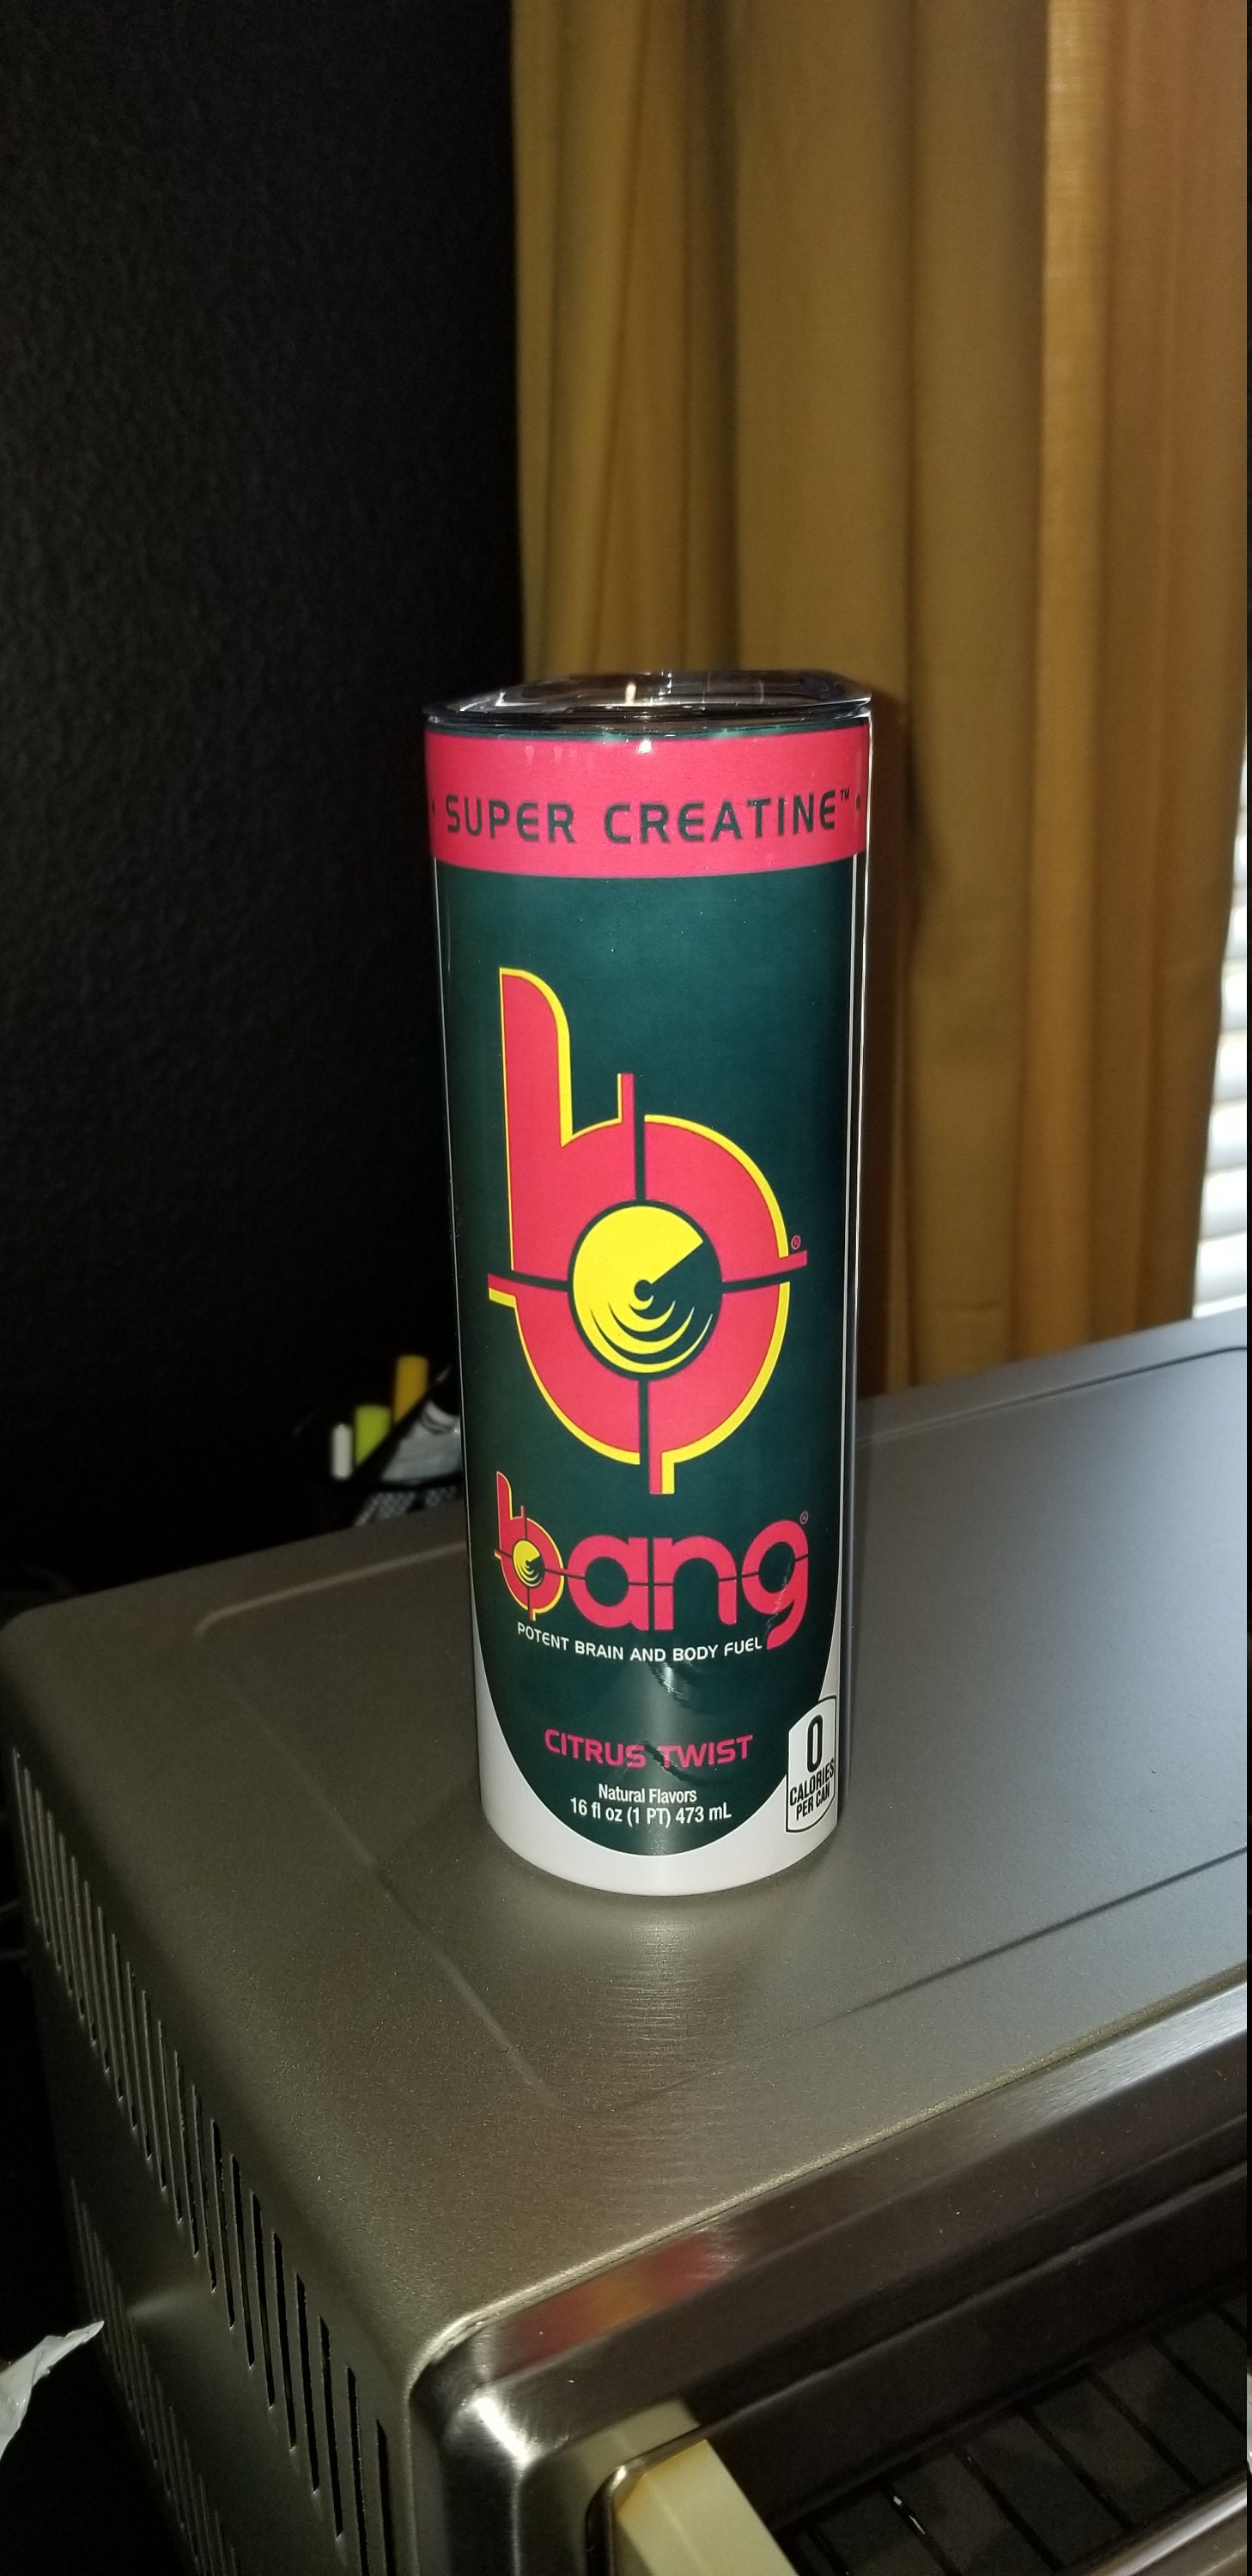 • SUPER CREATINE™ •
b®
bang®
POTENT BRAIN AND BODY FUEL
CITRUS TWIST
Natural Flavors
16 fl oz (1 PT) 473 mL
0
CALORIES
PER CAN